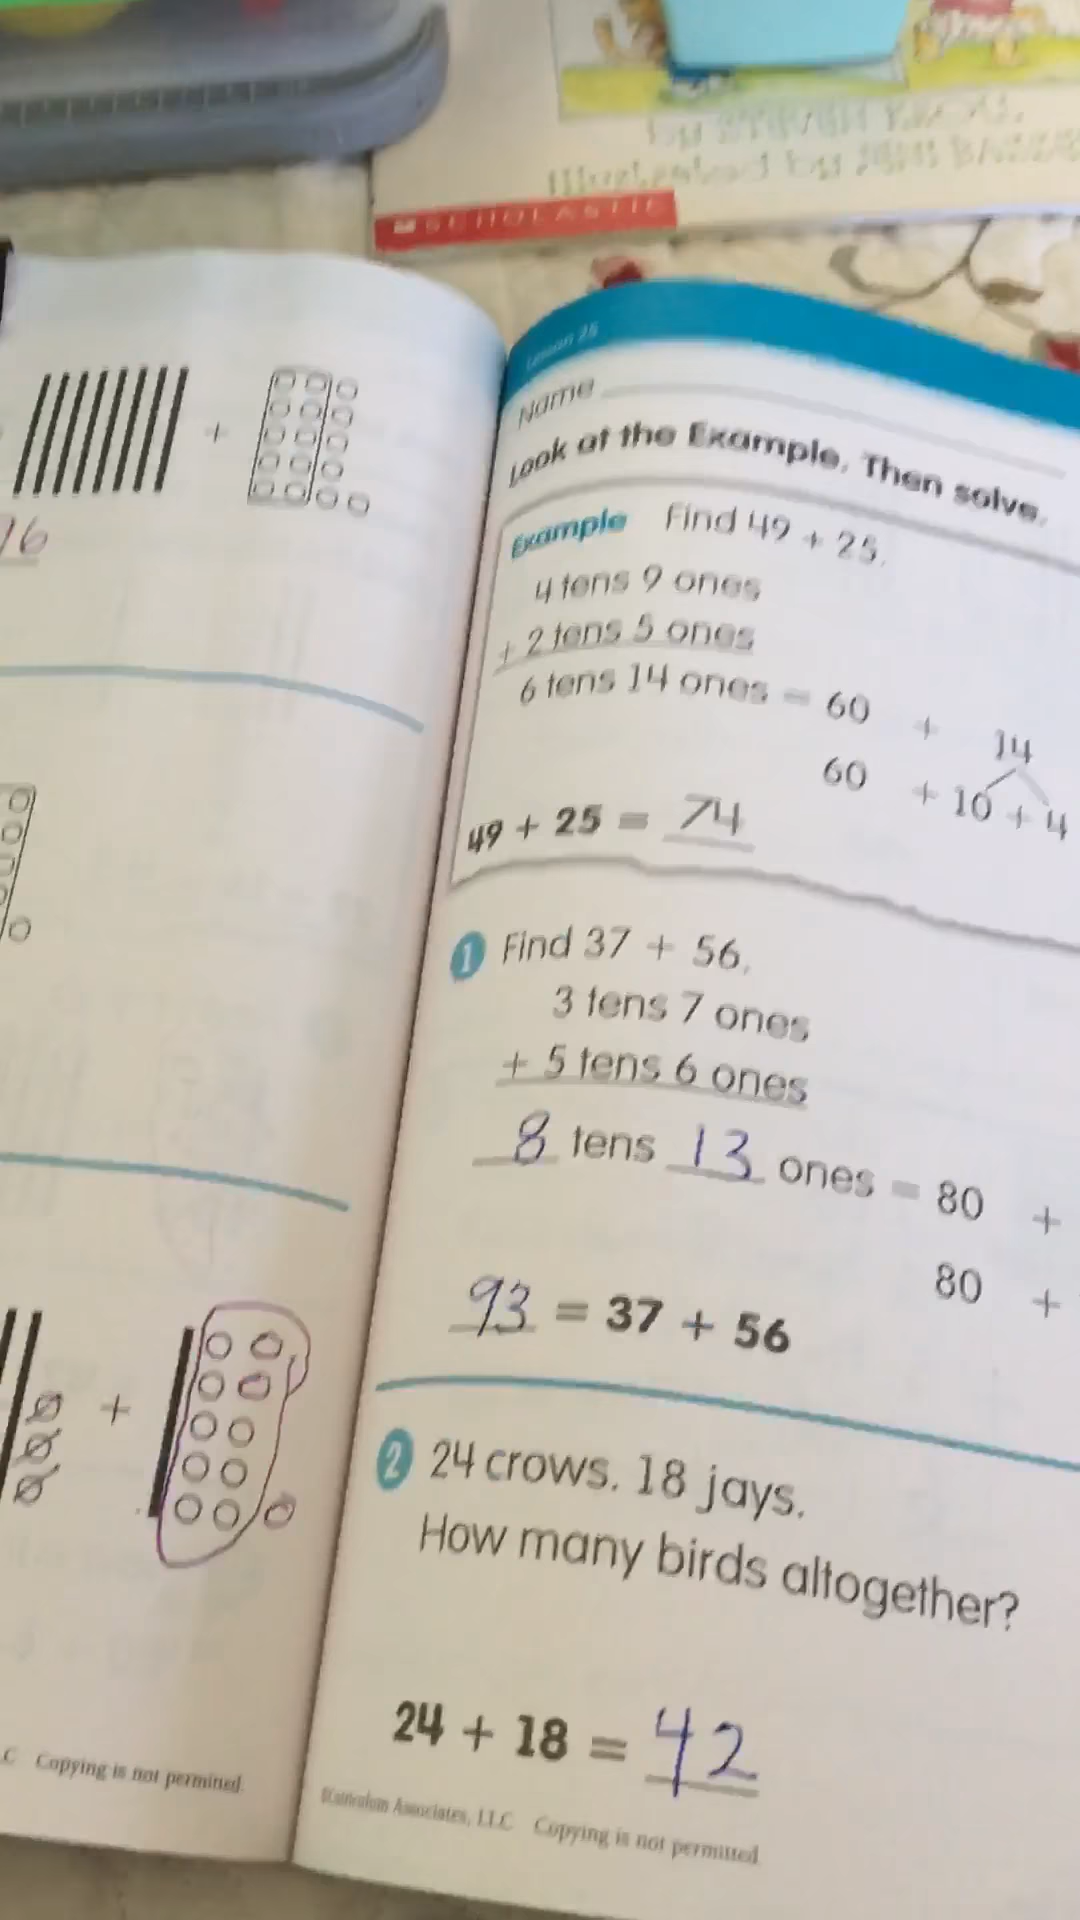 SCHOLASTIC
+
76
+
C Copying is not permitted.
Lesson 25
Name
Look at the Example. Then solve.
Example Find 49 + 25.
4 tens 9 ones
+ 2 tens 5 ones
6 tens 14 ones = 60 + 14
60 + 10 + 4
49 + 25 = 74
1 Find 37 + 56.
3 tens 7 ones
+ 5 tens 6 ones
8 tens 13 ones = 80 +
80 +
93 = 37 + 56
2 24 crows. 18 jays.
How many birds altogether?
24 + 18 = 42
©Curriculum Associates, LLC Copying is not permitted.